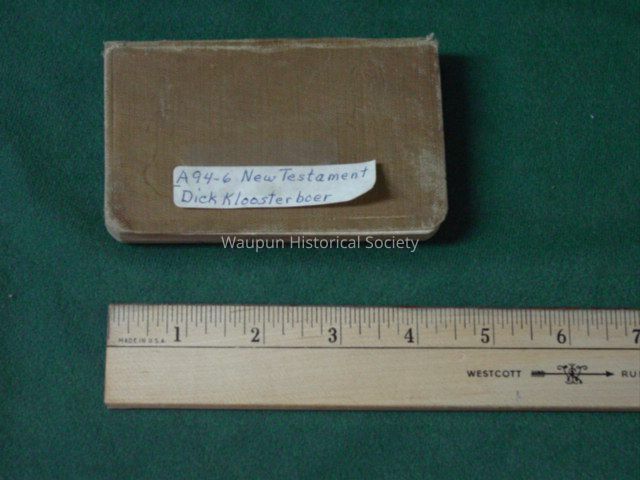 A94-6 New Testament
Dick Kloosterboer
Waupun Historical Society
1 2 3 4 5 6 7
MADE IN U.S.A.
WESTCOTT RU